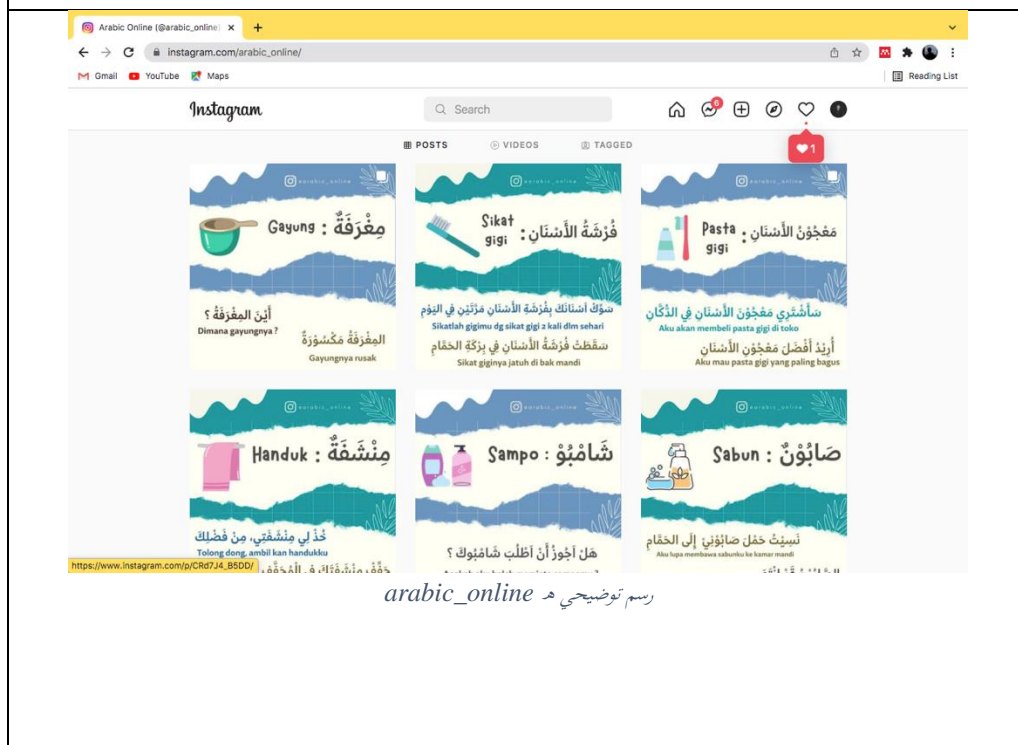 Arabic Online (@arabic_online)
instagram.com/arabic_online/
Gmail YouTube Maps Reading List
Instagram Search 6
POSTS VIDEOS TAGGED 1
@arabic_online
Gayung : مِغْرَفَةٌ
أَيْنَ المِغْرَفَةُ ؟
Dimana gayungnya ?
المِغْرَفَةُ مَكْسُوْرَةٌ
Gayungnya rusak
@arabic_online
Sikat gigi : فُرْشَةُ الأَسْنَانِ
سَوِّكْ أَسْنَانَكَ بِفُرْشَةِ الأَسْنَانِ مَرَّتَيْنِ فِي اليَوْمِ
Sikatlah gigimu dg sikat gigi 2 kali dlm sehari
سَقَطَتْ فُرْشَةُ الأَسْنَانِ فِي بِرْكَةِ الحَمَّامِ
Sikat giginya jatuh di bak mandi
@arabic_online
Pasta gigi : مَعْجُوْنُ الأَسْنَانِ
سَأَشْتَرِي مَعْجُوْنَ الأَسْنَانِ فِي الدُّكَّانِ
Aku akan membeli pasta gigi di toko
أُرِيْدُ أَفْضَلَ مَعْجُوْنِ الأَسْنَانِ
Aku mau pasta gigi yang paling bagus
@arabic_online
Handuk : مِنْشَفَةٌ
خُذْ لِي مِنْشَفَتِي، مِنْ فَضْلِكَ
Tolong dong, ambil kan handukku
@arabic_online
Sampo : شَامْبُوْ
هَلْ أَجُوزُ أَنْ أَطْلُبَ شَامْبُوكَ ؟
@arabic_online
Sabun : صَابُوْنٌ
نَسِيْتُ حَمْلَ صَابُوْنِيْ إِلَى الحَمَّامِ
Aku lupa membawa sabunku ke kamar mandi
https://www.instagram.com/p/CRd7J4_B5DD/
رسم توضيحي ه arabic_online